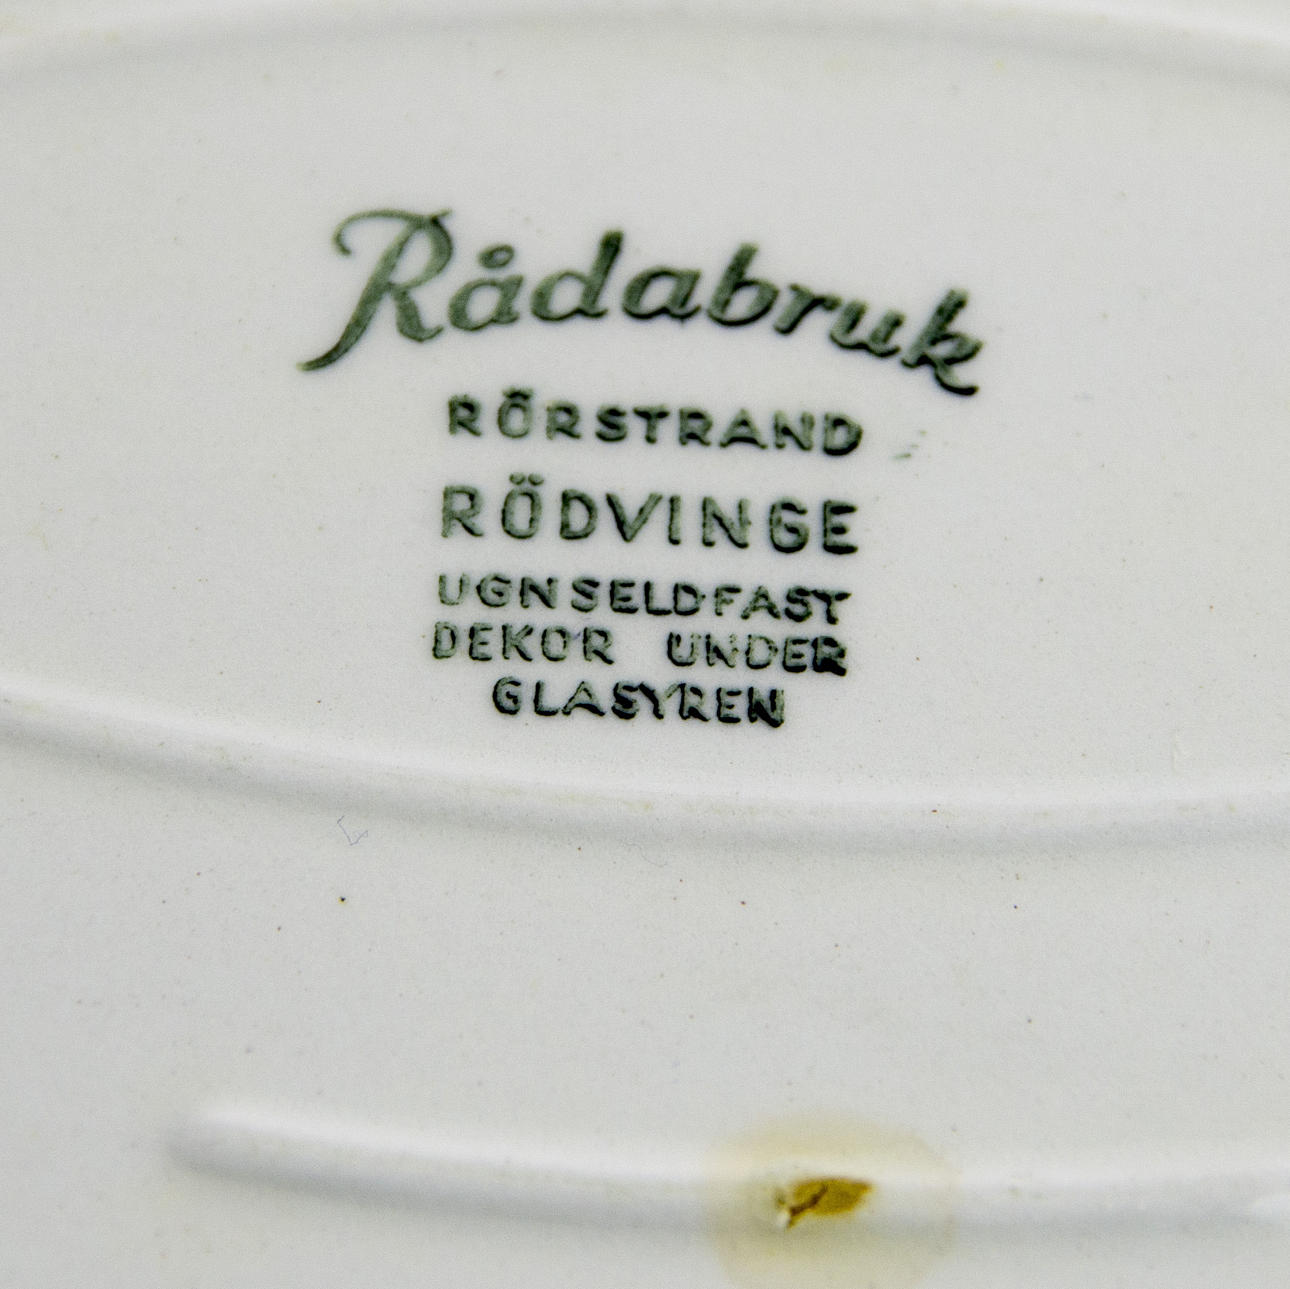 Rådabruk
RÖRSTRAND
RÖDVINGE
UGNSELDFAST
DEKOR UNDER
GLASYREN